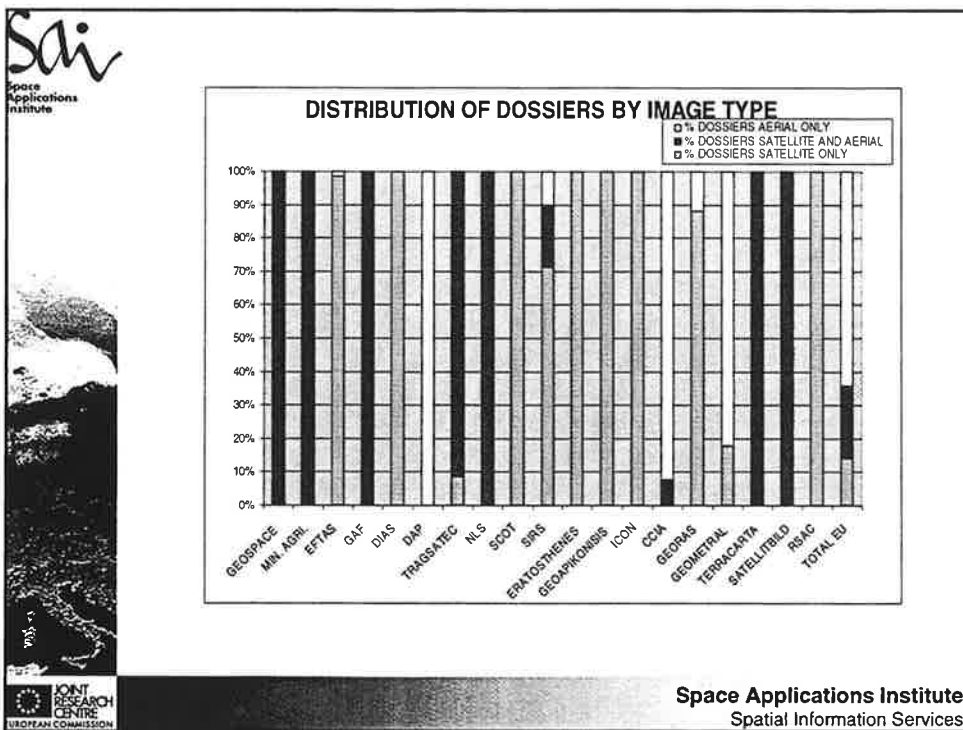 Sai
Space
Applications
Institute
DISTRIBUTION OF DOSSIERS BY IMAGE TYPE
% DOSSIERS AERIAL ONLY
% DOSSIERS SATELLITE AND AERIAL
% DOSSIERS SATELLITE ONLY
100%
90%
80%
70%
60%
50%
40%
30%
20%
10%
0%
GEOSPACE
MIN. AGRI.
EFTAS
GAF
DIAS
DAP
TRAGSATEC
NLS
SCOT
SIRS
ERATOSTHENES
GEOAPIKONISIS
ICON
CCIA
GEORAS
GEOMETRAL
TERRACARTA
SATELLITBILD
RSAC
TOTAL EU
JOINT
RESEARCH
CENTRE
EUROPEAN COMMISSION
Space Applications Institute
Spatial Information Services